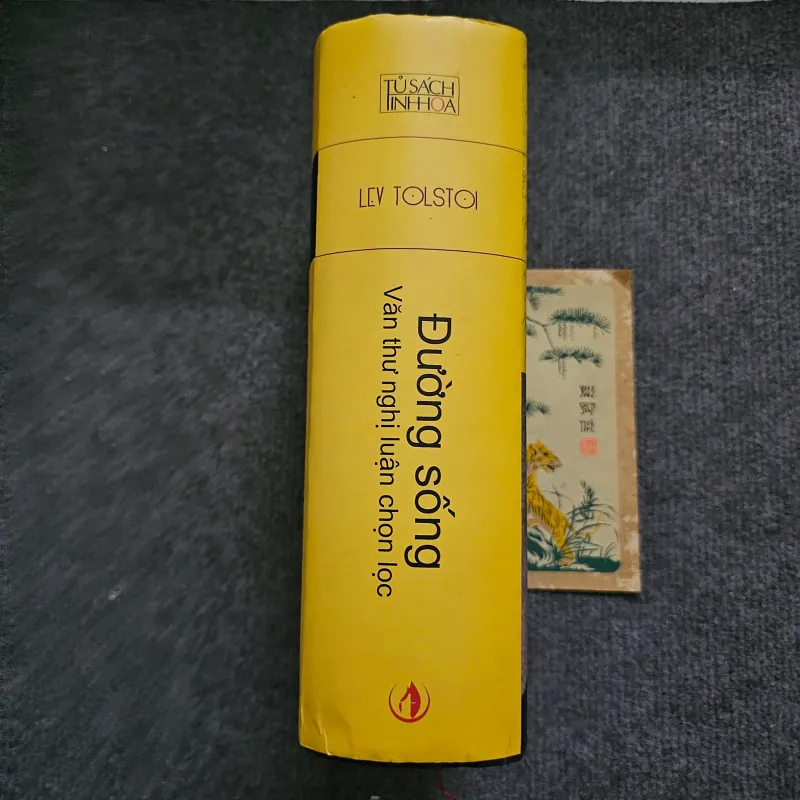 TỦ SÁCH
TINH HOA
LEV TOLSTOI
Đường sống
Văn thư nghị luận chọn lọc